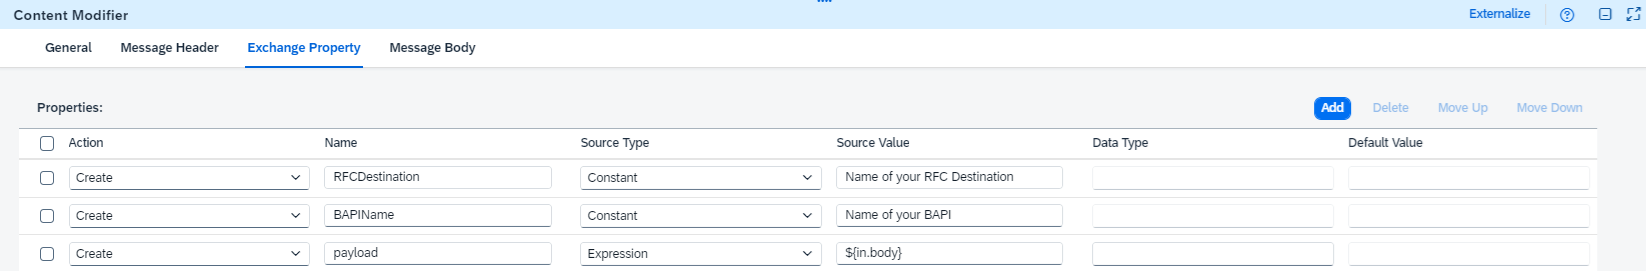 Content Modifier Externalize
General Message Header Exchange Property Message Body
Properties: Add Delete Move Up Move Down
Action Name Source Type Source Value Data Type Default Value
Create RFCDestination Constant Name of your RFC Destination
Create BAPIName Constant Name of your BAPI
Create payload Expression ${in.body}